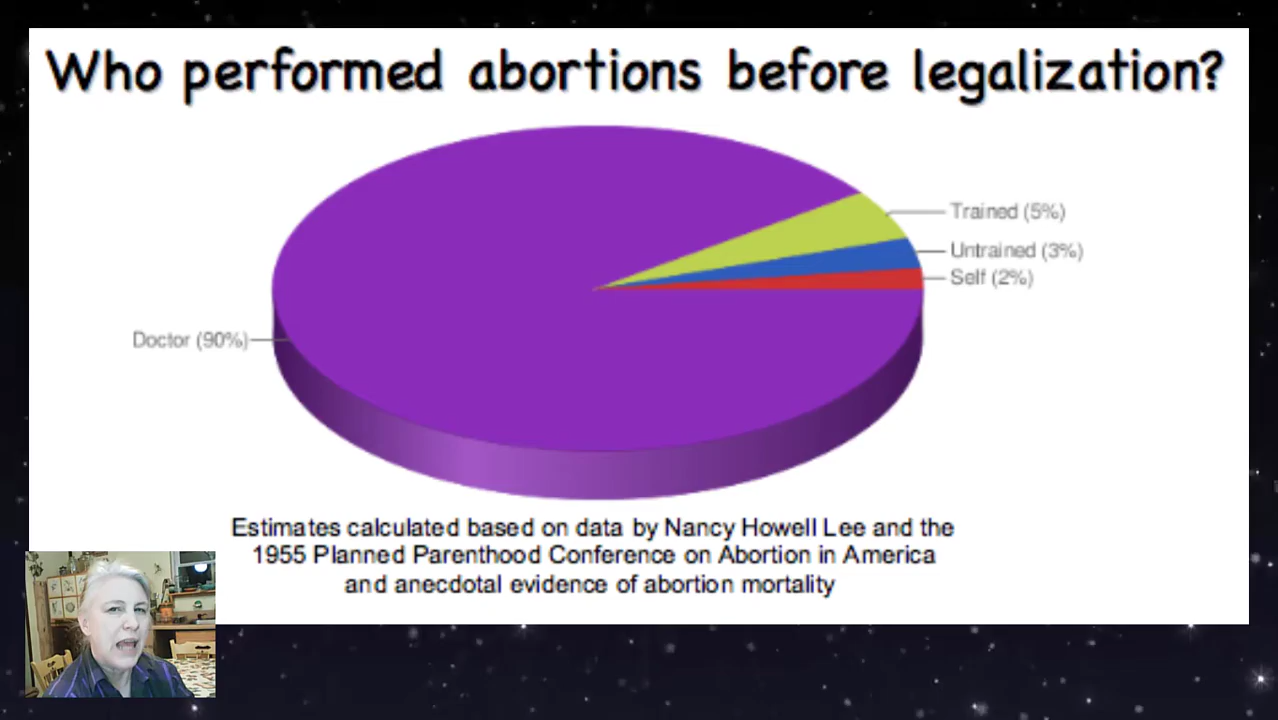 Who performed abortions before legalization?
Trained (5%)
Untrained (3%)
Self (2%)
Doctor (90%)
Estimates calculated based on data by Nancy Howell Lee and the
1955 Planned Parenthood Conference on Abortion in America
and anecdotal evidence of abortion mortality